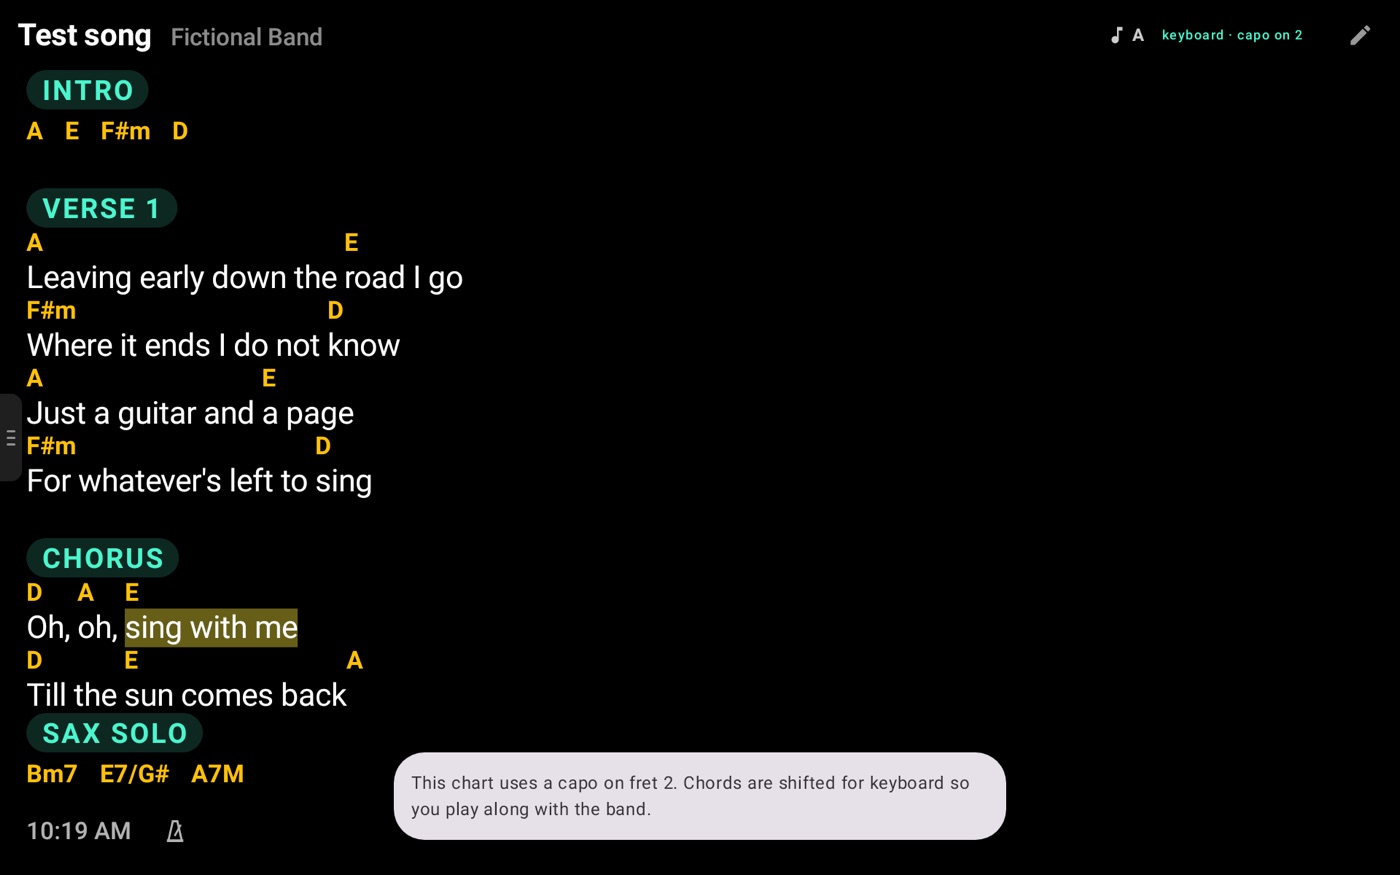 Test song Fictional Band A keyboard · capo on 2
INTRO
A E F#m D
VERSE 1
A E
Leaving early down the road I go
F#m D
Where it ends I do not know
A E
Just a guitar and a page
F#m D
For whatever's left to sing
CHORUS
D A E
Oh, oh, sing with me
D E A
Till the sun comes back
SAX SOLO
Bm7 E7/G# A7M
This chart uses a capo on fret 2. Chords are shifted for keyboard so
you play along with the band.
10:19 AM